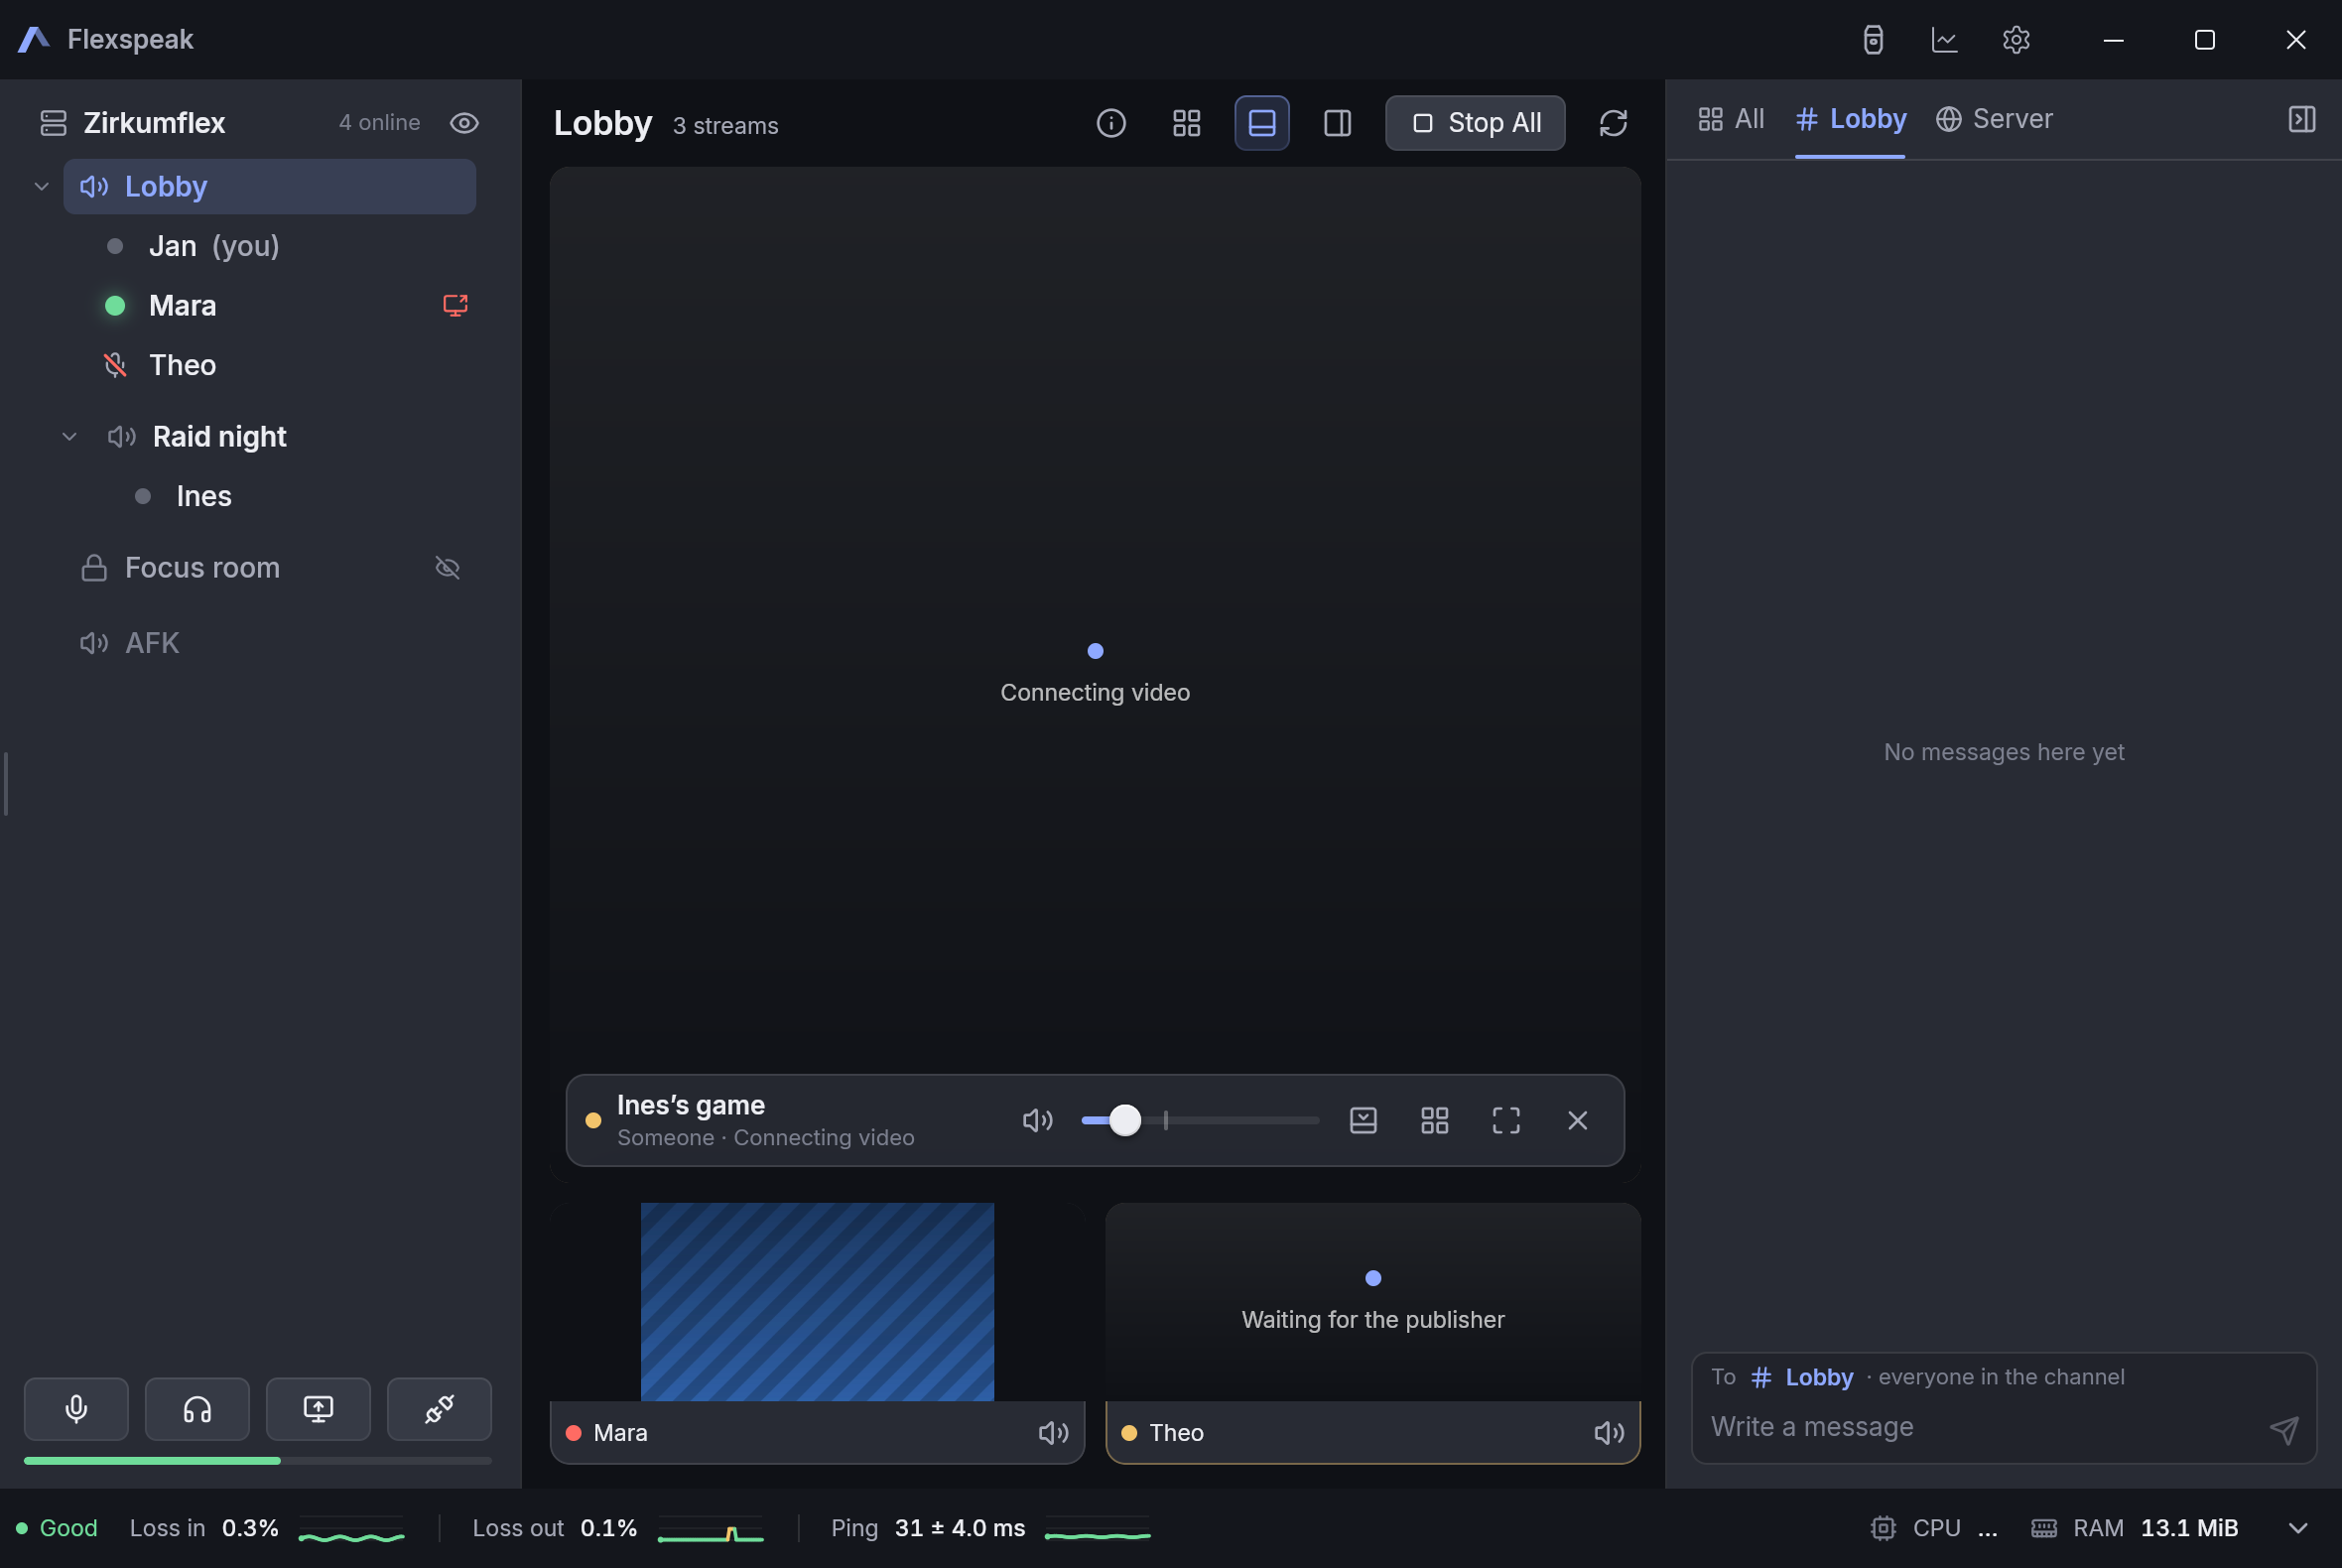 Flexspeak
Zirkumflex 4 online
Lobby
Jan (you)
Mara
Theo
Raid night
Ines
Focus room
AFK
Lobby 3 streams
Stop All
Connecting video
Ines’s game
Someone · Connecting video
Waiting for the publisher
Mara
Theo
All Lobby Server
No messages here yet
To # Lobby · everyone in the channel
Write a message
Good Loss in 0.3% Loss out 0.1% Ping 31 ± 4.0 ms CPU ... RAM 13.1 MiB